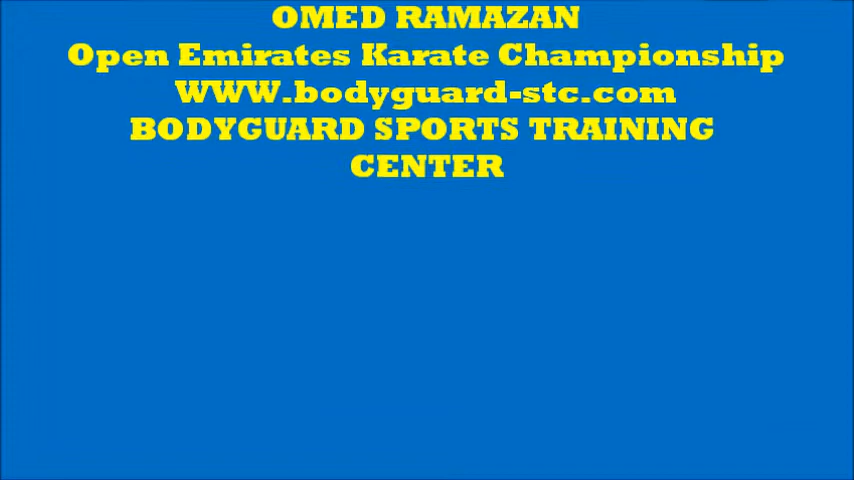 OMED RAMAZAN
Open Emirates Karate Championship
WWW.bodyguard-stc.com
BODYGUARD SPORTS TRAINING
CENTER